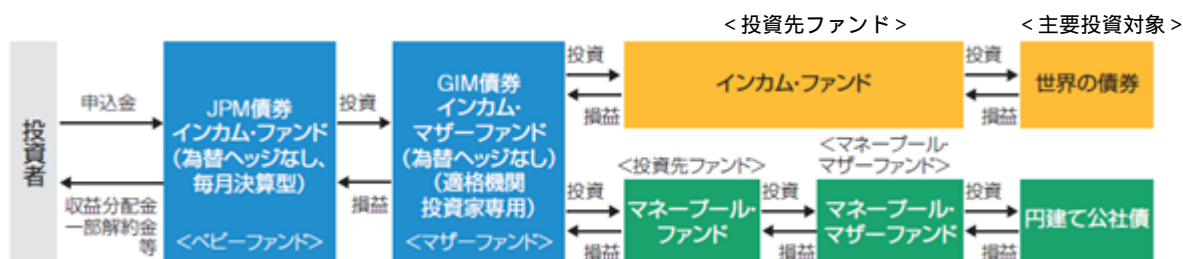 <投資先ファンド>
<主要投資対象>
投資者
申込金
収益分配金
一部解約金
等
JPM債券
インカム・ファンド
(為替ヘッジなし、
毎月決算型)
<ベビーファンド>
投資
損益
GIM債券
インカム・
マザーファンド
(為替ヘッジなし)
(適格機関
投資家専用)
<マザーファンド>
投資
損益
インカム・ファンド
投資
損益
世界の債券
投資
損益
<投資先ファンド>
マネープール・
ファンド
投資
損益
<マネープール・
マザーファンド>
マネープール・
マザーファンド
投資
損益
円建て公社債